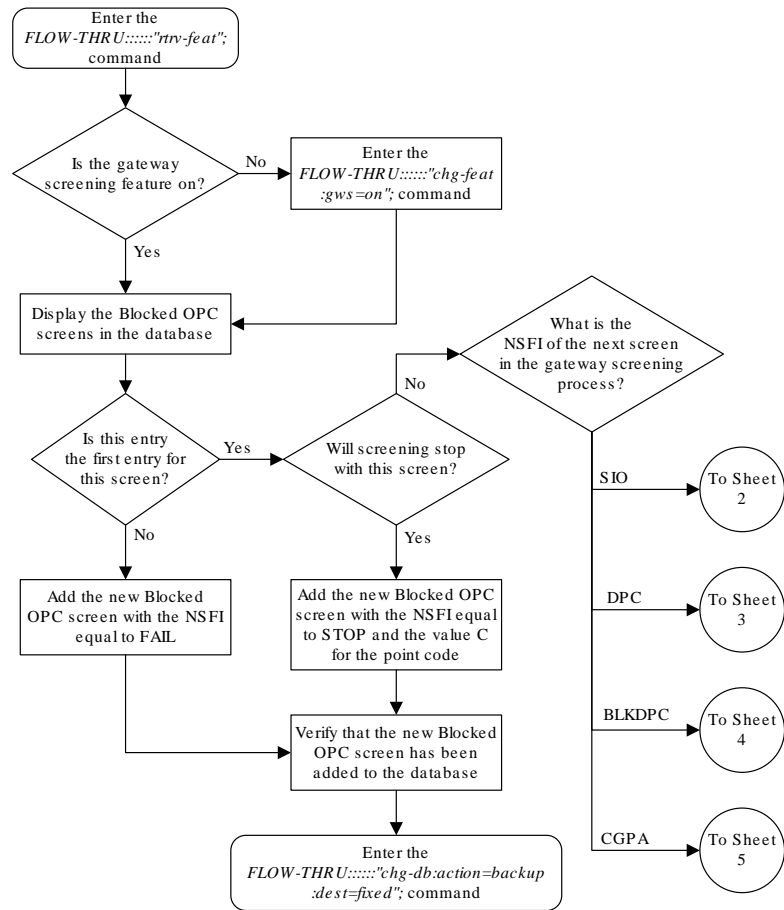 Enter the
FLOW-THRU::::::"rtrv-feat";
command
Is the gateway
screening feature on?
No
Enter the
FLOW-THRU::::::"chg-feat
:gws=on"; command
Yes
Display the Blocked OPC
screens in the database
What is the
NSFI of the next screen
in the gateway screening
process?
No
Is this entry
the first entry for
this screen?
Yes
Will screening stop
with this screen?
SIO
To Sheet
2
No
Yes
Add the new Blocked
OPC screen with the NSFI
equal to FAIL
Add the new Blocked OPC
screen with the NSFI equal
to STOP and the value C
for the point code
DPC
To Sheet
3
Verify that the new Blocked
OPC screen has been
added to the database
BLKDPC
To Sheet
4
Enter the
FLOW-THRU::::::"chg-db:action=backup
:dest=fixed"; command
CGPA
To Sheet
5